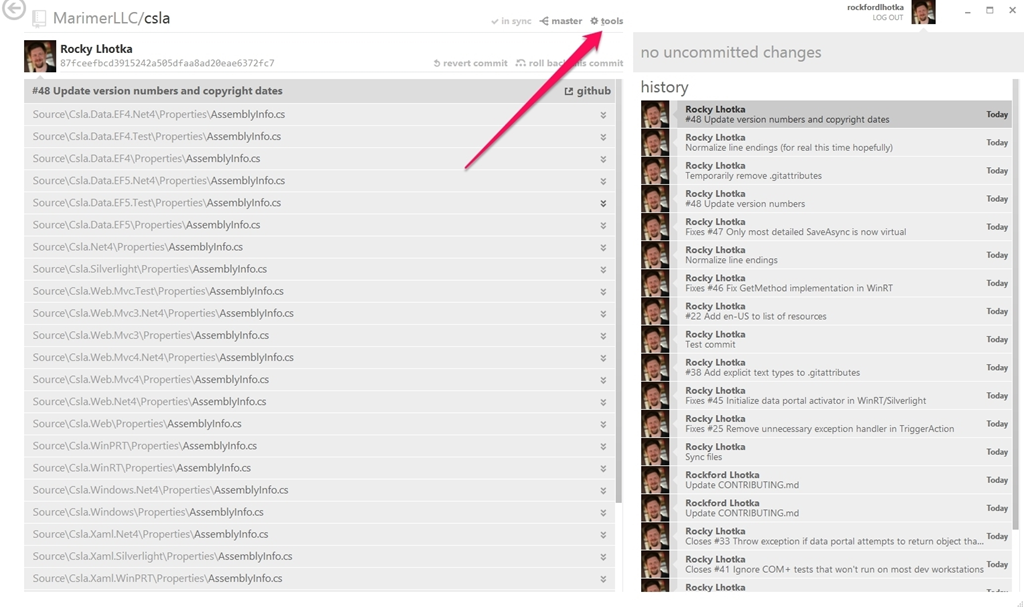 MarimerLLC/csla
in sync
master
tools
rockfordlhotka
LOG OUT
Rocky Lhotka
87fceefbcd3915242a505dfaa8ad20eae6372fc7
revert commit
roll back this commit
no uncommitted changes
#48 Update version numbers and copyright dates
github
Source\Csla.Data.EF4.Net4\Properties\AssemblyInfo.cs
Source\Csla.Data.EF4.Test\Properties\AssemblyInfo.cs
Source\Csla.Data.EF4\Properties\AssemblyInfo.cs
Source\Csla.Data.EF5.Net4\Properties\AssemblyInfo.cs
Source\Csla.Data.EF5.Test\Properties\AssemblyInfo.cs
Source\Csla.Data.EF5\Properties\AssemblyInfo.cs
Source\Csla.Net4\Properties\AssemblyInfo.cs
Source\Csla.Silverlight\Properties\AssemblyInfo.cs
Source\Csla.Web.Mvc.Test\Properties\AssemblyInfo.cs
Source\Csla.Web.Mvc3.Net4\Properties\AssemblyInfo.cs
Source\Csla.Web.Mvc3\Properties\AssemblyInfo.cs
Source\Csla.Web.Mvc4.Net4\Properties\AssemblyInfo.cs
Source\Csla.Web.Mvc4\Properties\AssemblyInfo.cs
Source\Csla.Web.Net4\Properties\AssemblyInfo.cs
Source\Csla.Web\Properties\AssemblyInfo.cs
Source\Csla.WinPRT\Properties\AssemblyInfo.cs
Source\Csla.WinRT\Properties\AssemblyInfo.cs
Source\Csla.Windows.Net4\Properties\AssemblyInfo.cs
Source\Csla.Windows\Properties\AssemblyInfo.cs
Source\Csla.Xaml.Net4\Properties\AssemblyInfo.cs
Source\Csla.Xaml.Silverlight\Properties\AssemblyInfo.cs
Source\Csla.Xaml.WinPRT\Properties\AssemblyInfo.cs
history
Rocky Lhotka
#48 Update version numbers and copyright dates
Today
Rocky Lhotka
Normalize line endings (for real this time hopefully)
Today
Rocky Lhotka
Temporarily remove .gitattributes
Today
Rocky Lhotka
#48 Update version numbers
Today
Rocky Lhotka
Fixes #47 Only most detailed SaveAsync is now virtual
Today
Rocky Lhotka
Normalize line endings
Today
Rocky Lhotka
Fixes #46 Fix GetMethod implementation in WinRT
Today
Rocky Lhotka
#22 Add en-US to list of resources
Today
Rocky Lhotka
Test commit
Today
Rocky Lhotka
#38 Add explicit text types to .gitattributes
Today
Rocky Lhotka
Fixes #45 Initialize data portal activator in WinRT/Silverlight
Today
Rocky Lhotka
Fixes #25 Remove unnecessary exception handler in TriggerAction
Today
Rocky Lhotka
Sync files
Today
Rockford Lhotka
Update CONTRIBUTING.md
Today
Rockford Lhotka
Update CONTRIBUTING.md
Today
Rocky Lhotka
Closes #33 Throw exception if data portal attempts to return object tha...
Today
Rocky Lhotka
Closes #41 Ignore COM+ tests that won't run on most dev workstations
Today
Rocky Lhotka
Today